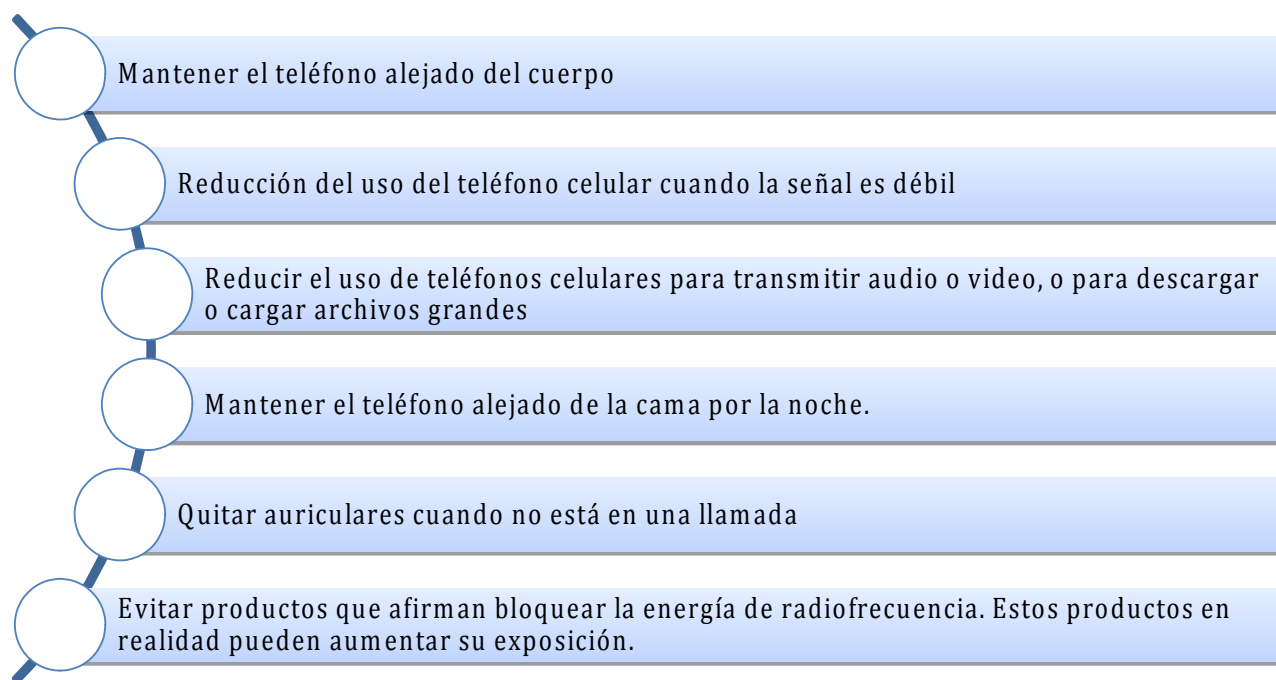 Mantener el teléfono alejado del cuerpo
Reducción del uso del teléfono celular cuando la señal es débil
Reducir el uso de teléfonos celulares para transmitir audio o video, o para descargar
o cargar archivos grandes
Mantener el teléfono alejado de la cama por la noche.
Quitar auriculares cuando no está en una llamada
Evitar productos que afirman bloquear la energía de radiofrecuencia. Estos productos en
realidad pueden aumentar su exposición.